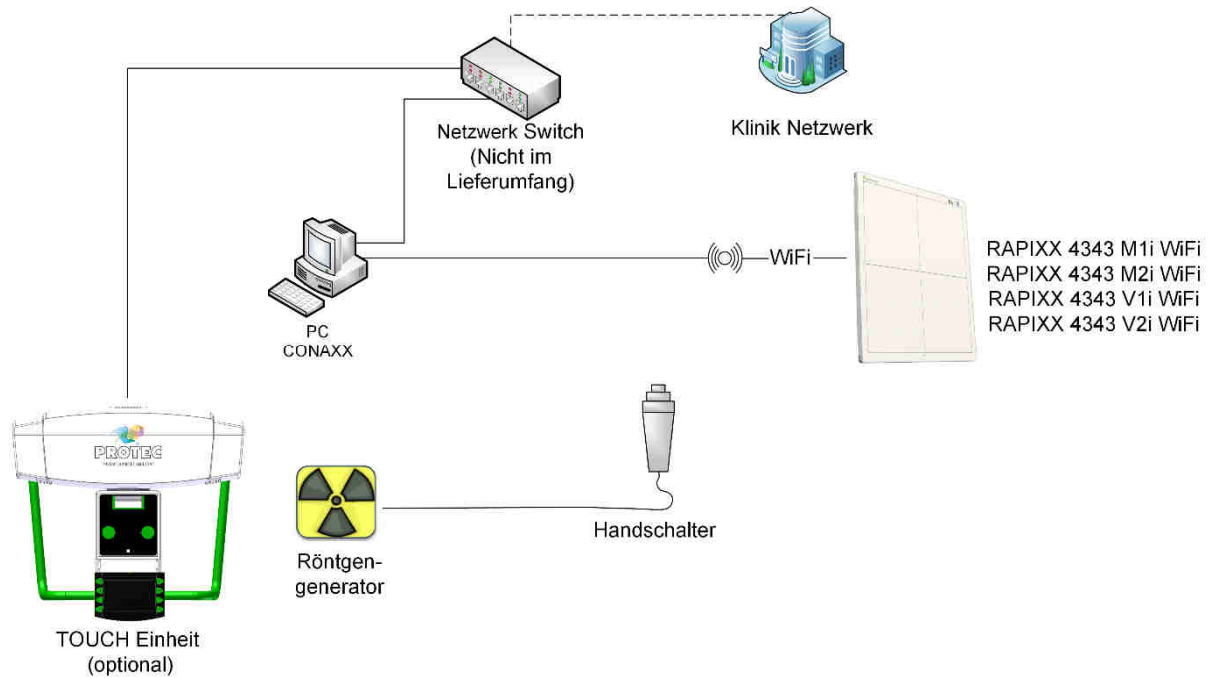 Netzwerk Switch
(Nicht im
Lieferumfang)
Klinik Netzwerk
WiFi
RAPIXX 4343 M1i WiFi
RAPIXX 4343 M2i WiFi
RAPIXX 4343 V1i WiFi
RAPIXX 4343 V2i WiFi
PC
CONAXX
PROTEC
Handschalter
Röntgen-
generator
TOUCH Einheit
(optional)